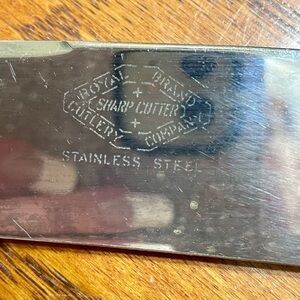 ROYAL BRAND
+
SHARP CUTTER
+
CUTLERY COMPANY
STAINLESS STEEL